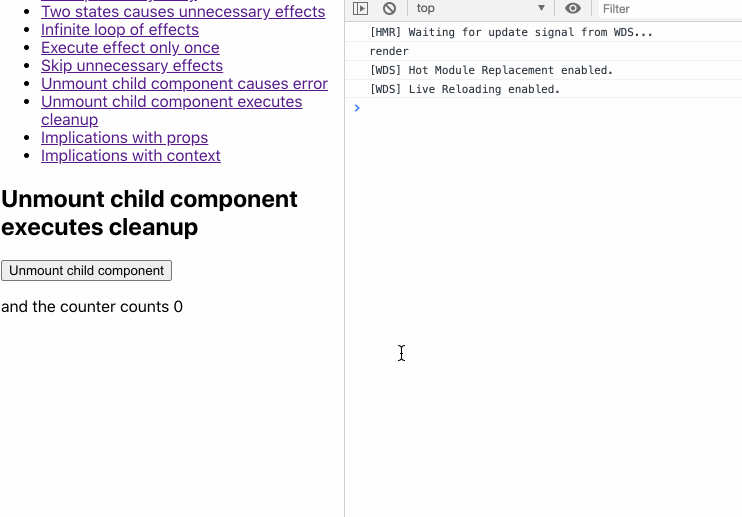 Two states causes unnecessary effects
Infinite loop of effects
Execute effect only once
Skip unnecessary effects
Unmount child component causes error
Unmount child component executes
cleanup
Implications with props
Implications with context
Unmount child component
executes cleanup
Unmount child component
and the counter counts 0
top
Filter
[HMR] Waiting for update signal from WDS...
render
[WDS] Hot Module Replacement enabled.
[WDS] Live Reloading enabled.